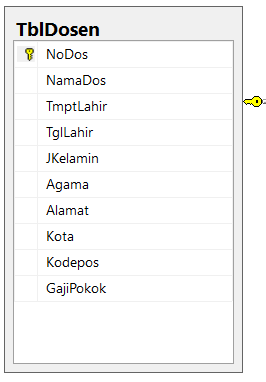 TblDosen
NoDos
NamaDos
TmptLahir
TglLahir
JKelamin
Agama
Alamat
Kota
Kodepos
GajiPokok